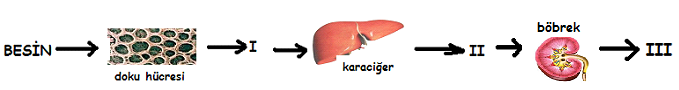 BESİN
doku hücresi
I
karaciğer
II
böbrek
III